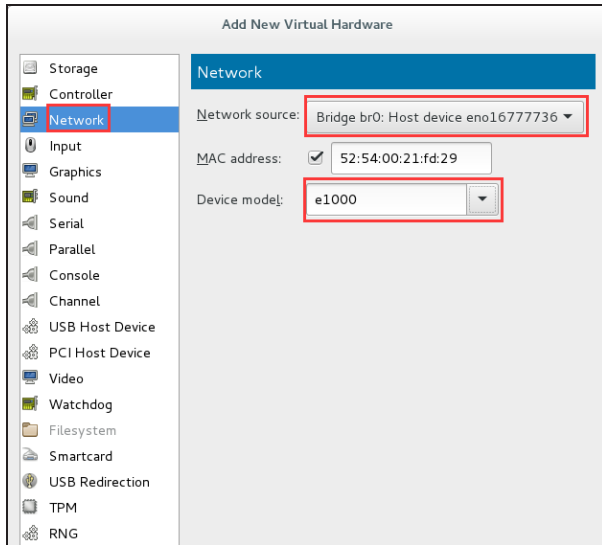 Add New Virtual Hardware
Storage
Controller
Network
Input
Graphics
Sound
Serial
Parallel
Console
Channel
USB Host Device
PCI Host Device
Video
Watchdog
Filesystem
Smartcard
USB Redirection
TPM
RNG
Network
Network source: Bridge br0: Host device eno16777736
MAC address: 52:54:00:21:fd:29
Device model: e1000